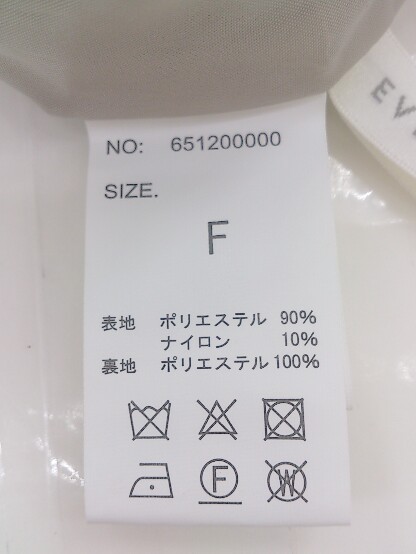 NO: 651200000
SIZE.
F
表地 ポリエステル 90%
ナイロン 10%
裏地 ポリエステル 100%
F
W
EV